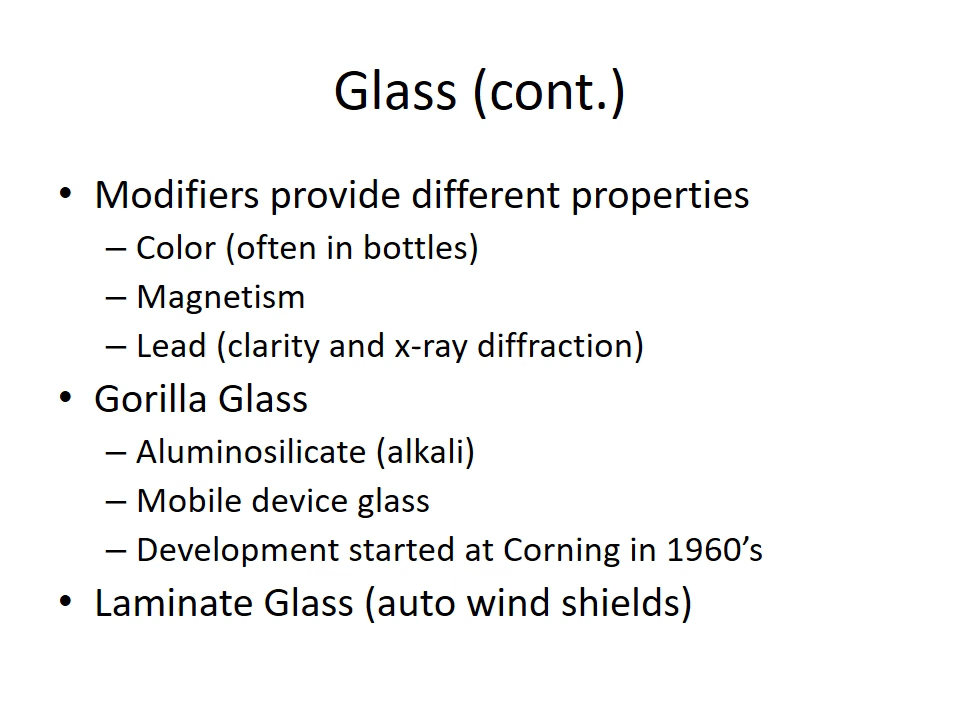 Glass (cont.)
• Modifiers provide different properties
– Color (often in bottles)
– Magnetism
– Lead (clarity and x-ray diffraction)
• Gorilla Glass
– Aluminosilicate (alkali)
– Mobile device glass
– Development started at Corning in 1960’s
• Laminate Glass (auto wind shields)